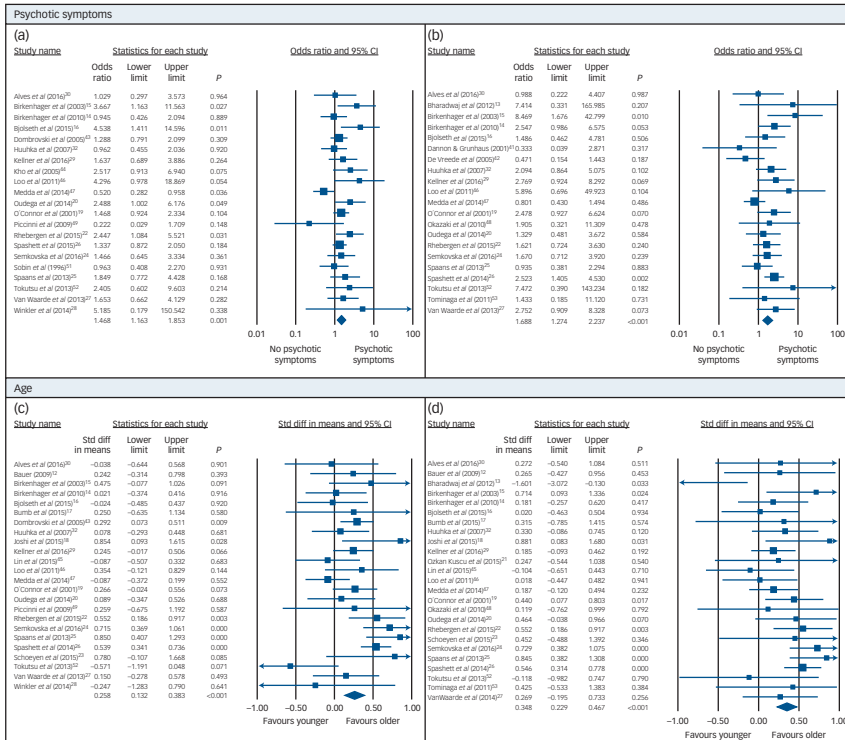 Psychotic symptoms
(a)
Study name Statistics for each study Odds ratio and 95% CI
Odds ratio Lower limit Upper limit P
Alves et al (2016)30 1.029 0.297 3.573 0.964
Birkenhager et al (2003)15 3.667 1.163 11.563 0.027
Birkenhager et al (2010)14 0.945 0.426 2.094 0.889
Bjolseth et al (2015)16 4.538 1.411 14.596 0.011
Dombrovski et al (2005)43 1.288 0.791 2.099 0.309
Huuhka et al (2007)32 0.962 0.455 2.036 0.920
Kellner et al (2016)29 1.637 0.689 3.886 0.264
Kho et al (2005)44 2.517 0.913 6.940 0.075
Loo et al (2011)46 4.296 0.978 18.869 0.054
Medda et al (2014)47 0.520 0.282 0.958 0.036
Oudega et al (2014)20 2.488 1.002 6.176 0.049
O'Connor et al (2001)19 1.468 0.924 2.334 0.104
Piccinni et al (2009)49 0.222 0.029 1.709 0.148
Rhebergen et al (2015)22 2.447 1.084 5.521 0.031
Spashett et al (2015)26 1.337 0.872 2.050 0.184
Semkovska et al (2016)24 1.466 0.645 3.334 0.361
Sobin et al (1996)51 0.963 0.408 2.270 0.931
Spaans et al (2013)25 1.849 0.772 4.428 0.168
Tokutsu et al (2013)52 2.405 0.602 9.603 0.214
Van Waarde et al (2013)27 1.653 0.662 4.129 0.282
Winkler et al (2014)28 5.185 0.179 150.542 0.338
1.468 1.163 1.853 0.001
0.01 0.1 1 10 100
No psychotic symptoms Psychotic symptoms
(b)
Study name Statistics for each study Odds ratio and 95% CI
Odds ratio Lower limit Upper limit P
Alves et al (2016)30 0.988 0.222 4.407 0.987
Bharadwaj et al (2012)13 7.414 0.331 165.985 0.207
Birkenhager et al (2003)15 8.469 1.676 42.799 0.010
Birkenhager et al (2010)14 2.547 0.986 6.575 0.053
Bjolseth et al (2015)16 1.486 0.462 4.781 0.506
Dannon & Grunhaus (2001)41 0.333 0.039 2.871 0.317
De Vreede et al (2005)42 0.471 0.154 1.443 0.187
Huuhka et al (2007)32 2.094 0.864 5.075 0.102
Kellner et al (2016)29 2.769 0.924 8.292 0.069
Loo et al (2011)46 5.896 0.696 49.923 0.104
Medda et al (2014)47 0.801 0.430 1.494 0.486
O'Connor et al (2001)19 2.478 0.927 6.624 0.070
Okazaki et al (2010)48 1.905 0.321 11.309 0.478
Oudega et al (2014)20 1.329 0.481 3.672 0.584
Rhebergen et al (2015)22 1.621 0.724 3.630 0.240
Semkovska et al (2016)24 1.670 0.712 3.920 0.239
Spaans et al (2013)25 0.935 0.381 2.294 0.883
Spashett et al (2014)26 2.523 1.405 4.530 0.002
Tokutsu et al (2013)52 7.472 0.390 143.234 0.182
Tominaga et al (2011)53 1.433 0.185 11.120 0.731
Van Waarde et al (2013)27 2.752 0.909 8.328 0.073
1.688 1.274 2.237 <0.001
0.01 0.1 1 10 100
No psychotic symptoms Psychotic symptoms
Age
(c)
Study name Statistics for each study Std diff in means and 95% CI
Std diff in means Lower limit Upper limit P
Alves et al (2016)30 −0.038 −0.644 0.568 0.901
Bauer (2009)12 0.242 −0.314 0.798 0.393
Birkenhager et al (2003)15 0.475 −0.077 1.026 0.091
Birkenhager et al (2010)14 0.021 −0.374 0.416 0.916
Bjolseth et al (2015)16 −0.024 −0.485 0.437 0.920
Bumb et al (2015)17 0.250 −0.635 1.134 0.580
Dombrovski et al (2005)43 0.292 0.073 0.511 0.009
Huuhka et al (2007)32 0.078 −0.293 0.448 0.681
Joshi et al (2015)18 0.854 0.093 1.615 0.028
Kellner et al (2016)29 0.245 −0.017 0.506 0.066
Lin et al (2015)45 −0.087 −0.507 0.332 0.683
Loo et al (2011)46 0.354 −0.121 0.829 0.144
Medda et al (2014)47 −0.087 −0.372 0.199 0.552
O'Connor et al (2001)19 0.266 −0.024 0.556 0.073
Oudega et al (2014)20 0.089 −0.347 0.526 0.688
Piccinni et al (2009)49 0.259 −0.675 1.192 0.587
Rhebergen et al (2015)22 0.552 0.186 0.917 0.003
Semkovska et al (2016)24 0.715 0.369 1.061 0.000
Spaans et al (2013)25 0.850 0.407 1.293 0.000
Spashett et al (2014)26 0.539 0.341 0.736 0.000
Schoeyen et al (2015)23 0.780 −0.107 1.668 0.085
Tokutsu et al (2013)52 −0.571 −1.191 0.048 0.071
Van Waarde et al (2013)27 0.150 −0.278 0.578 0.493
Winkler et al (2014)28 −0.247 −1.283 0.790 0.641
0.258 0.132 0.383 <0.001
−1.00 −0.50 0.00 0.50 1.00
Favours younger Favours older
(d)
Study name Statistics for each study Std diff in means and 95% CI
Std diff in means Lower limit Upper limit P
Alves et al (2016)30 0.272 −0.540 1.084 0.511
Bauer et al (2009)12 0.265 −0.427 0.956 0.453
Bharadwaj et al (2012)13 −1.601 −3.072 −0.130 0.033
Birkenhager et al (2003)15 0.714 0.093 1.336 0.024
Birkenhager et al (2010)14 0.181 −0.257 0.620 0.417
Bjolseth et al (2015)16 0.020 −0.463 0.504 0.934
Bumb et al (2015)17 0.315 −0.785 1.415 0.574
Huuhka et al (2007)32 0.330 −0.086 0.745 0.120
Joshi et al (2015)18 0.881 0.083 1.680 0.031
Kellner et al (2016)29 0.185 −0.093 0.462 0.192
Ozkan Kuscu et al (2015)21 0.247 −0.544 1.038 0.540
Lin et al (2015)45 −0.104 −0.651 0.443 0.710
Loo et al (2011)46 0.018 −0.447 0.482 0.941
Medda et al (2014)47 0.187 −0.120 0.494 0.232
O'Connor et al (2001)19 0.440 0.077 0.803 0.017
Okazaki et al (2010)48 0.119 −0.762 0.999 0.792
Oudega et al (2014)20 0.464 −0.038 0.966 0.070
Rhebergen et al (2015)22 0.552 0.186 0.917 0.003
Schoeyen et al (2015)23 0.452 −0.488 1.392 0.346
Semkovska et al (2016)24 0.729 0.382 1.075 0.000
Spaans et al (2013)25 0.845 0.382 1.308 0.000
Spashett et al (2014)26 0.546 0.314 0.778 0.000
Tokutsu et al (2013)52 −0.118 −0.982 0.747 0.790
Tominaga et al (2011)53 0.425 −0.533 1.383 0.384
VanWaarde et al (2014)27 0.269 −0.195 0.733 0.256
0.348 0.229 0.467 <0.001
−1.00 −0.50 0.00 0.50 1.00
Favours younger Favours older